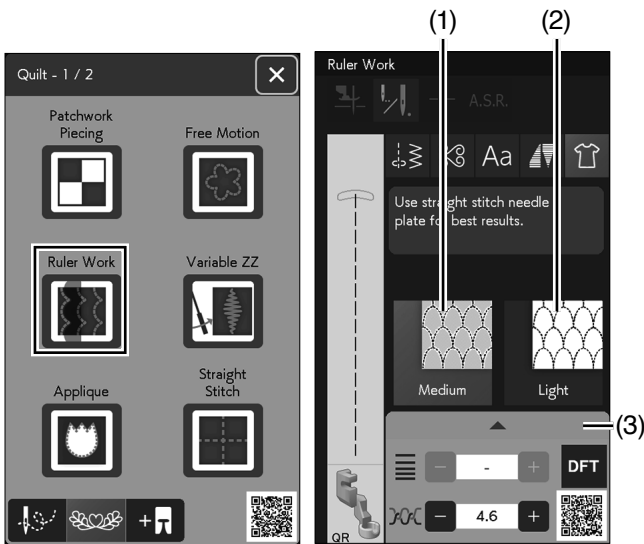 (1)
(2)
Quilt - 1 / 2
Patchwork
Piecing
Free Motion
Ruler Work
Variable ZZ
Applique
Straight
Stitch
Ruler Work
A.S.R.
Aa
Use straight stitch needle
plate for best results.
Medium
Light
(3)
- - + DFT
- 4.6 +
QR